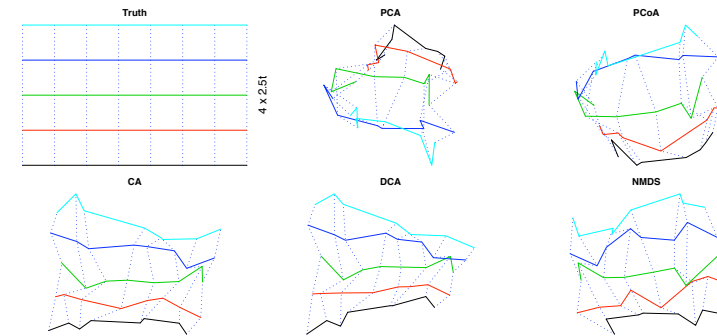 Truth
PCA
PCoA
4 x 2.5t
CA
DCA
NMDS